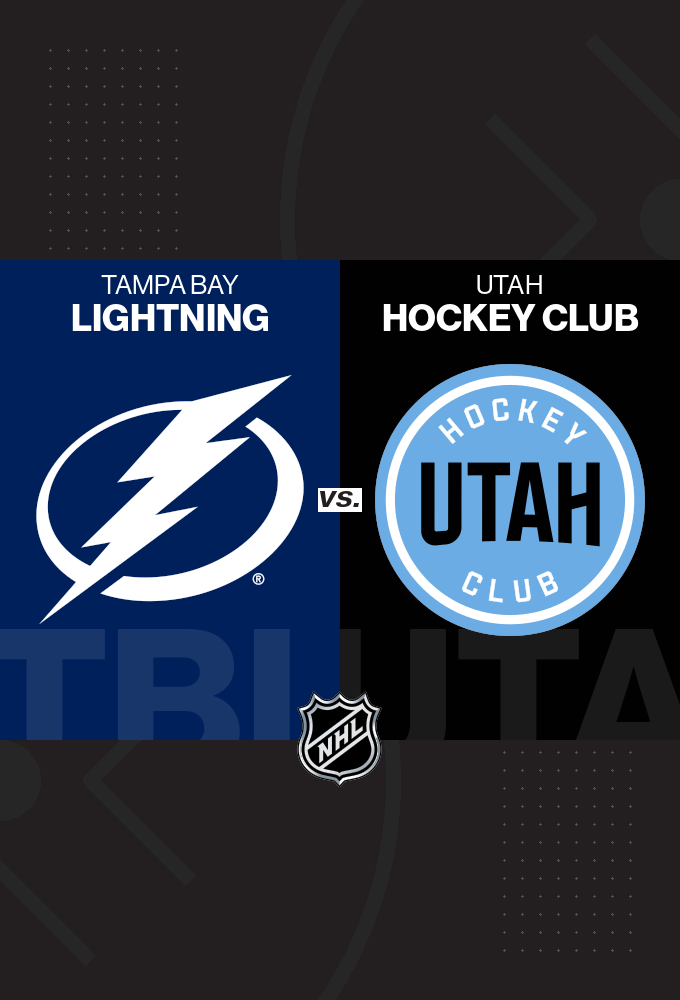 TAMPA BAY
LIGHTNING
UTAH
HOCKEY CLUB
HOCKEY
UTAH
CLUB
vs.
®
TBL
UTA
NHL